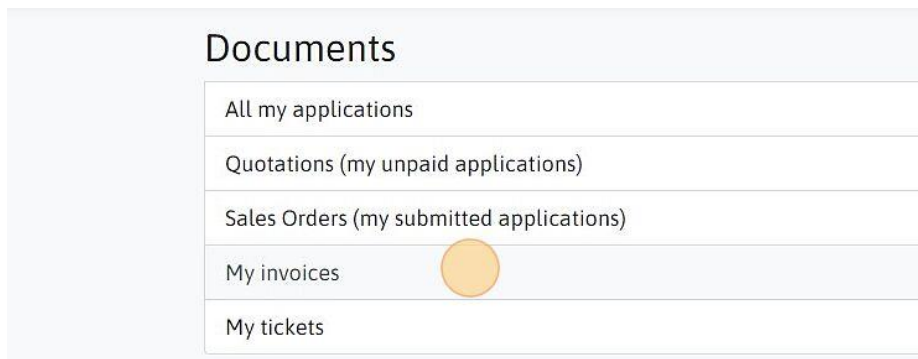 Documents
All my applications
Quotations (my unpaid applications)
Sales Orders (my submitted applications)
My invoices
My tickets